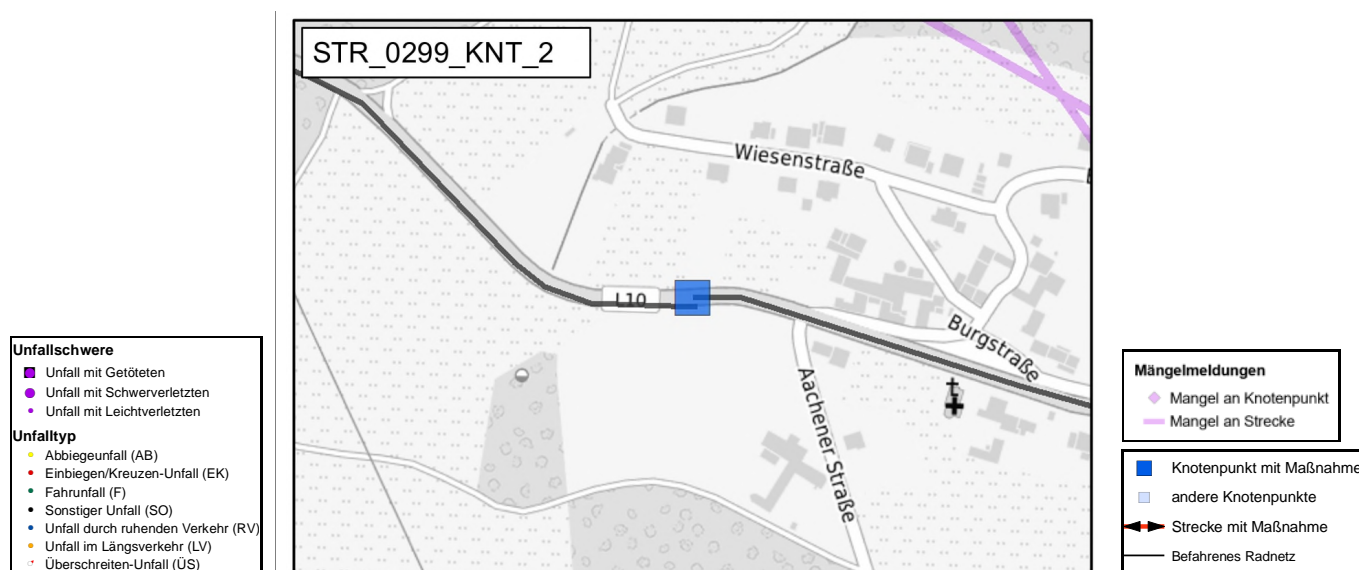 STR_0299_KNT_2
Wiesenstraße
L10
Burgstraße
Aachener Straße
Unfallschwere
Unfall mit Getöteten
Unfall mit Schwerverletzten
Unfall mit Leichtverletzten
Unfalltyp
Abbiegeunfall (AB)
Einbiegen/Kreuzen-Unfall (EK)
Fahrunfall (F)
Sonstiger Unfall (SO)
Unfall durch ruhenden Verkehr (RV)
Unfall im Längsverkehr (LV)
Überschreiten-Unfall (ÜS)
Mängelmeldungen
Mangel an Knotenpunkt
Mangel an Strecke
Knotenpunkt mit Maßnahme
andere Knotenpunkte
Strecke mit Maßnahme
Befahrenes Radnetz